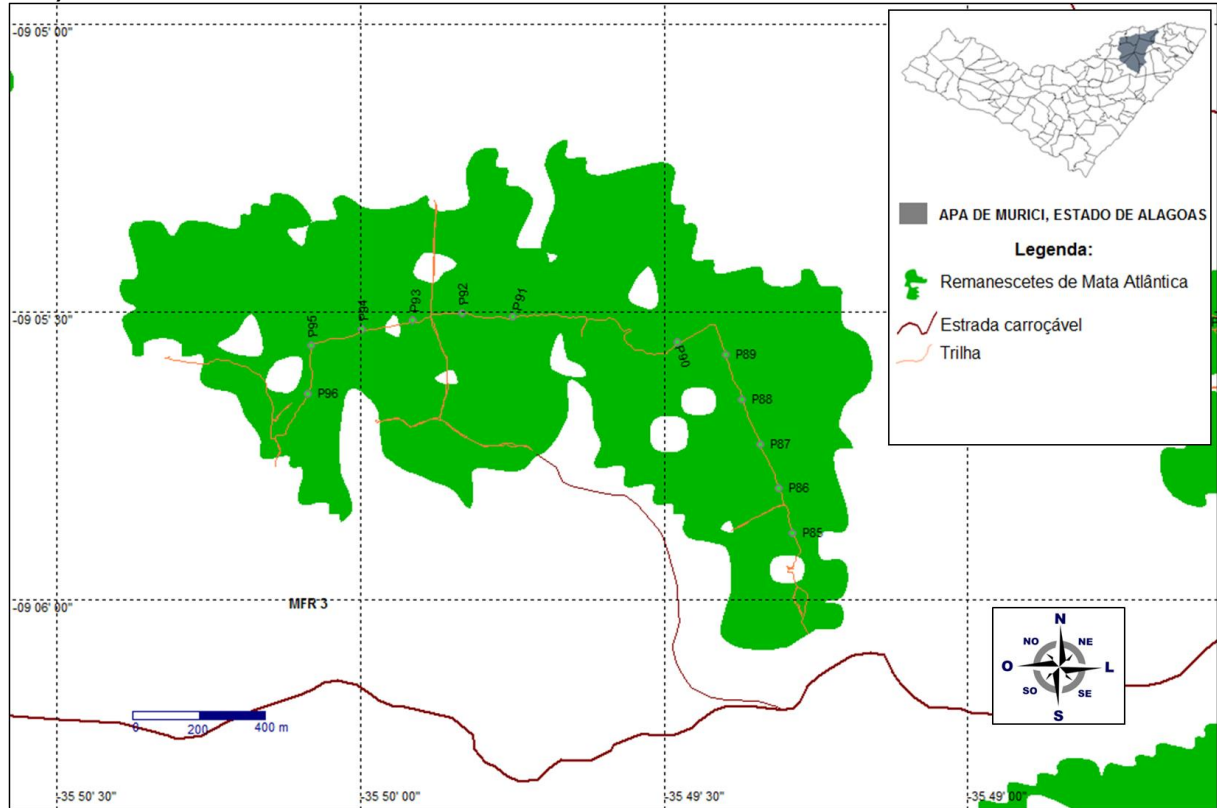 -09 05' 00"
APA DE MURICI, ESTADO DE ALAGOAS
Legenda:
Remanescetes de Mata Atlântica
Estrada carroçável
Trilha
-09 05' 30"
P96
P95
P94
P93
P92
P91
P90
P89
P88
P87
P86
P85
-09 06' 00"
MFR 3
N
NO
NE
O
L
SO
SE
S
0
200
400 m
-35 50' 30"
-35 50' 00"
-35 49' 30"
-35 49' 00"